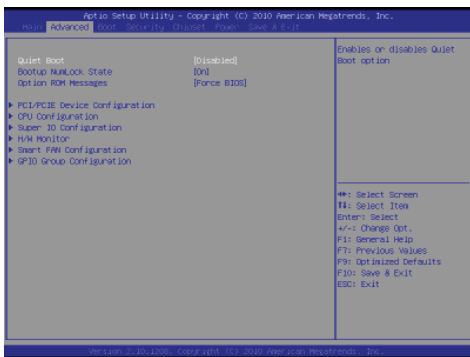 Aptio Setup Utility - Copyright (C) 2010 American Megatrends, Inc.
Main Advanced Boot Security Chipset Power Save & Exit
Quiet Boot [Disabled]
Bootup NumLock State [On]
Option ROM Messages [Force BIOS]
PCI/PCIE Device Configuration
CPU Configuration
Super IO Configuration
H/W Monitor
Smart FAN Configuration
GPIO Group Configuration
Enables or disables Quiet
Boot option
↔: Select Screen
↑↓: Select Item
Enter: Select
+/-: Change Opt.
F1: General Help
F7: Previous Values
F9: Optimized Defaults
F10: Save & Exit
ESC: Exit
Version 2.10.1208. Copyright (C) 2010 American Megatrends, Inc.